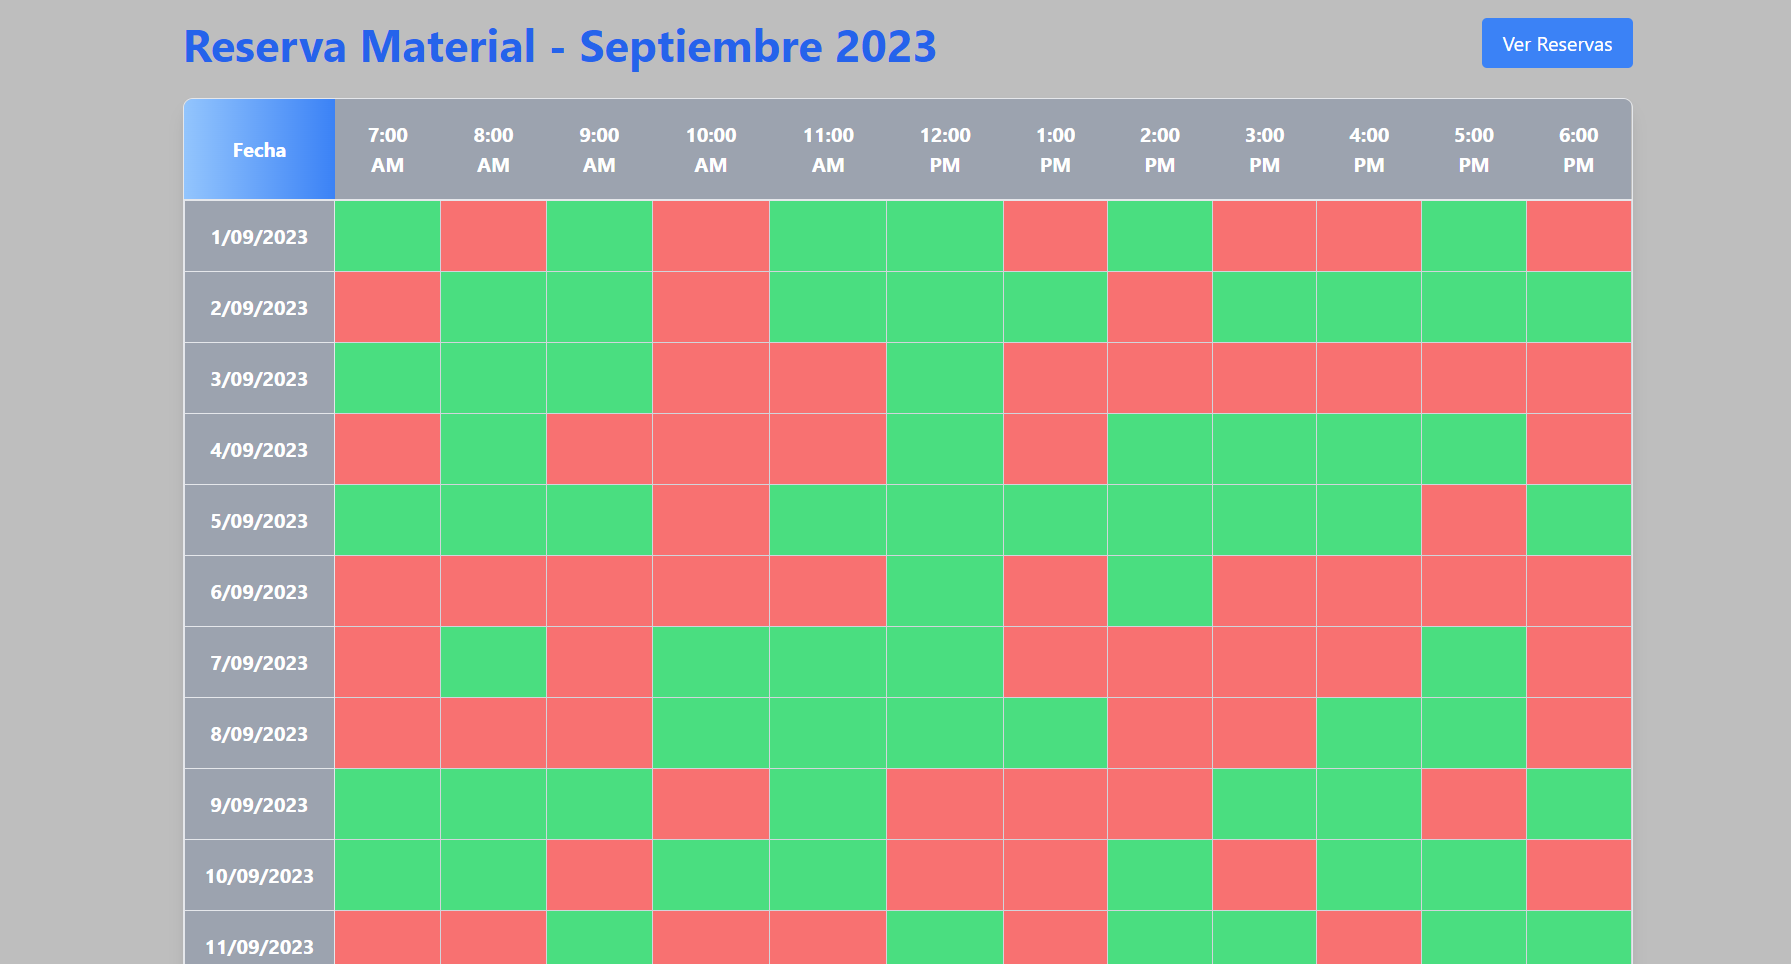 Reserva Material - Septiembre 2023
Ver Reservas
Fecha
7:00 AM
8:00 AM
9:00 AM
10:00 AM
11:00 AM
12:00 PM
1:00 PM
2:00 PM
3:00 PM
4:00 PM
5:00 PM
6:00 PM
1/09/2023
2/09/2023
3/09/2023
4/09/2023
5/09/2023
6/09/2023
7/09/2023
8/09/2023
9/09/2023
10/09/2023
11/09/2023